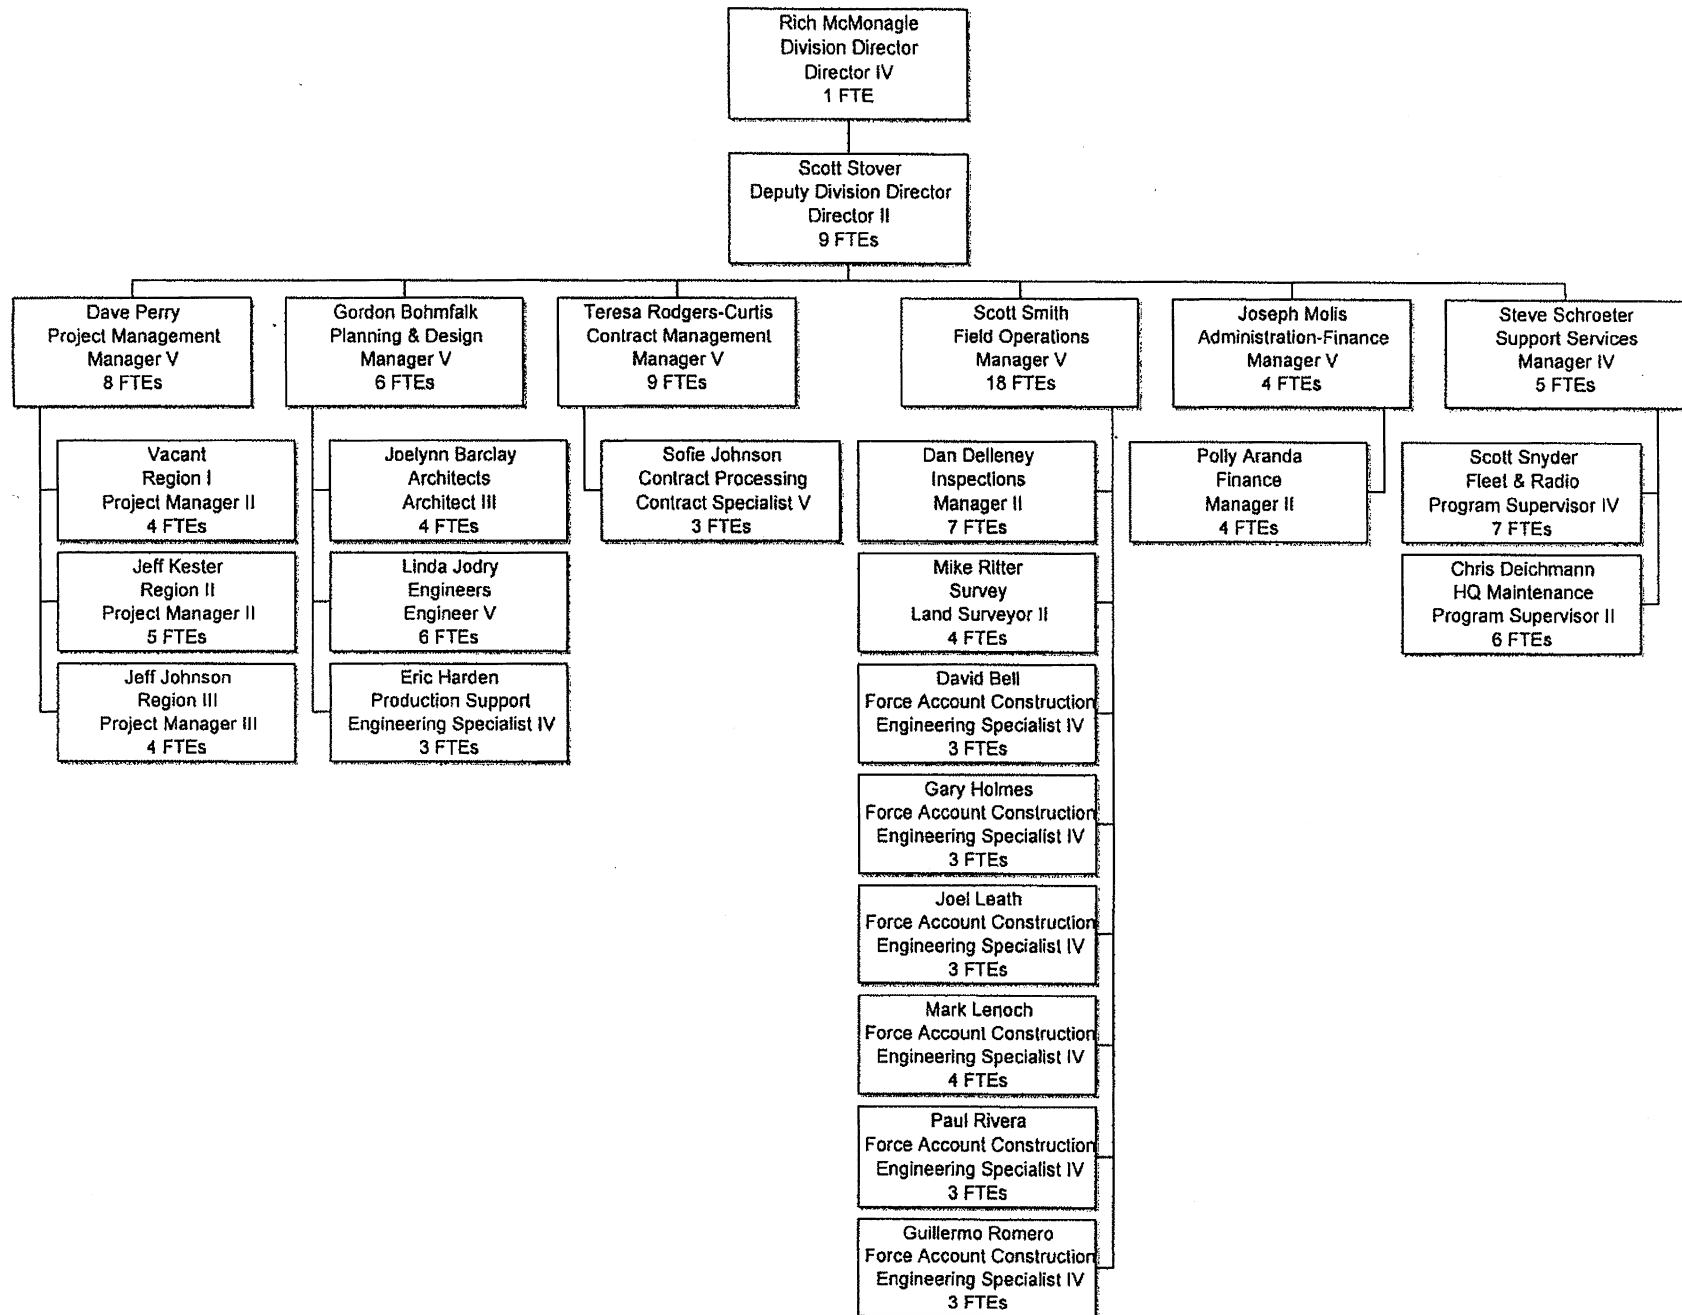 Rich McMonagle
Division Director
Director IV
1 FTE
Scott Stover
Deputy Division Director
Director II
9 FTEs
Dave Perry
Project Management
Manager V
8 FTEs
Gordon Bohmfalk
Planning & Design
Manager V
6 FTEs
Teresa Rodgers-Curtis
Contract Management
Manager V
9 FTEs
Scott Smith
Field Operations
Manager V
18 FTEs
Joseph Molis
Administration-Finance
Manager V
4 FTEs
Steve Schroeter
Support Services
Manager IV
5 FTEs
Vacant
Region I
Project Manager II
4 FTEs
Jeff Kester
Region II
Project Manager II
5 FTEs
Jeff Johnson
Region III
Project Manager III
4 FTEs
Joelynn Barclay
Architects
Architect III
4 FTEs
Linda Jodry
Engineers
Engineer V
6 FTEs
Eric Harden
Production Support
Engineering Specialist IV
3 FTEs
Sofie Johnson
Contract Processing
Contract Specialist V
3 FTEs
Dan Delleney
Inspections
Manager II
7 FTEs
Mike Ritter
Survey
Land Surveyor II
4 FTEs
David Bell
Force Account Construction
Engineering Specialist IV
3 FTEs
Gary Holmes
Force Account Construction
Engineering Specialist IV
3 FTEs
Joel Leath
Force Account Construction
Engineering Specialist IV
3 FTEs
Mark Lenoch
Force Account Construction
Engineering Specialist IV
4 FTEs
Paul Rivera
Force Account Construction
Engineering Specialist IV
3 FTEs
Guillermo Romero
Force Account Construction
Engineering Specialist IV
3 FTEs
Polly Aranda
Finance
Manager II
4 FTEs
Scott Snyder
Fleet & Radio
Program Supervisor IV
7 FTEs
Chris Deichmann
HQ Maintenance
Program Supervisor II
6 FTEs